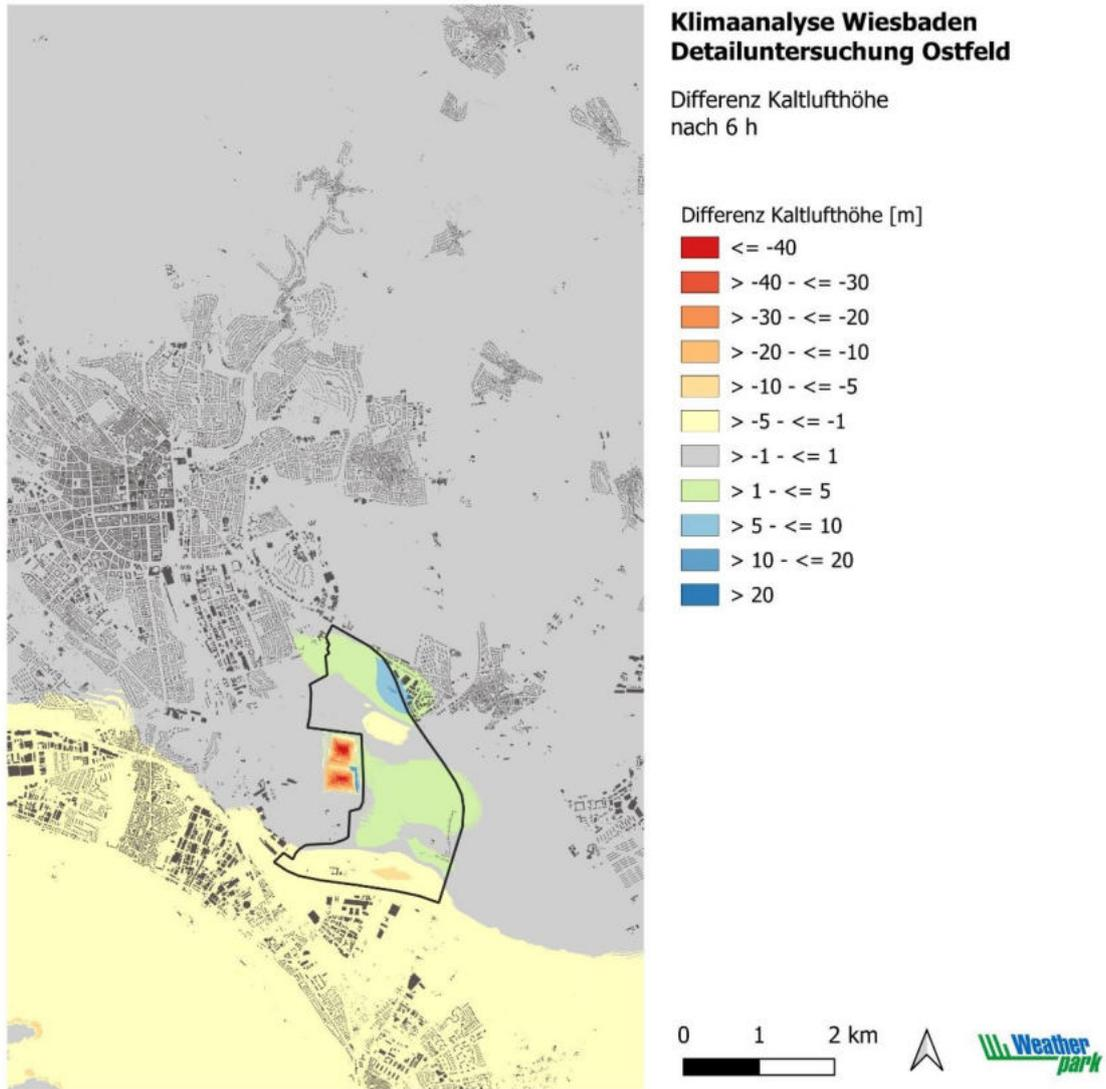 Klimaanalyse Wiesbaden
Detailuntersuchung Ostfeld
Differenz Kaltlufthöhe
nach 6 h
Differenz Kaltlufthöhe [m]
<= -40
> -40 - <= -30
> -30 - <= -20
> -20 - <= -10
> -10 - <= -5
> -5 - <= -1
> -1 - <= 1
> 1 - <= 5
> 5 - <= 10
> 10 - <= 20
> 20
0 1 2 km
Weather
park